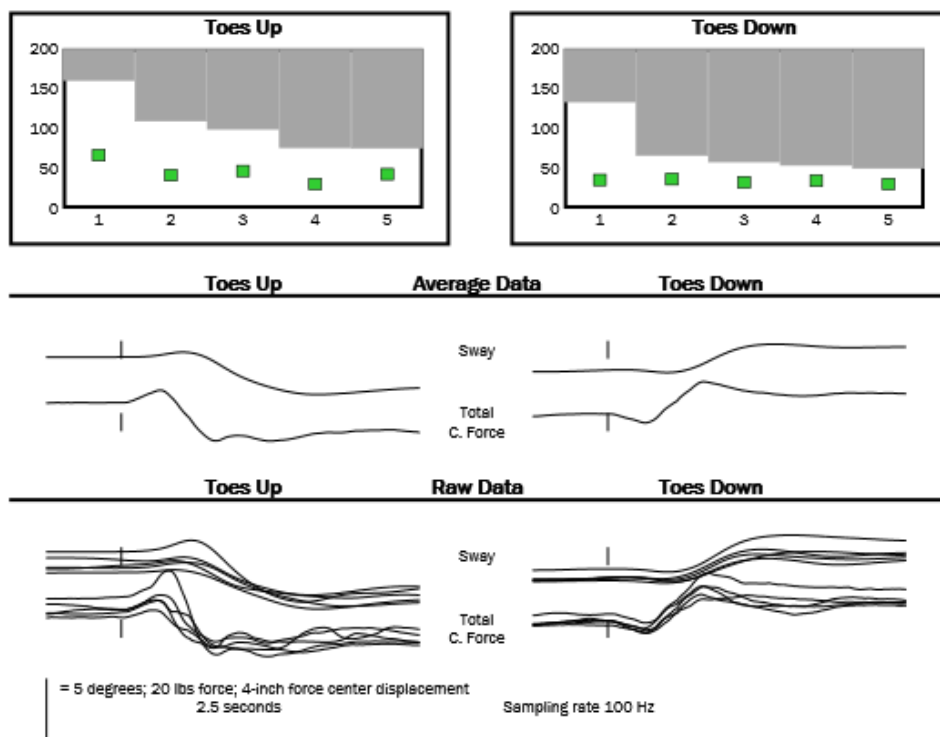 Toes Up
Toes Down
200
150
100
50
0
1 2 3 4 5
200
150
100
50
0
1 2 3 4 5
Toes Up Average Data Toes Down
Sway
Total
C. Force
Toes Up Raw Data Toes Down
Sway
Total
C. Force
= 5 degrees; 20 lbs force; 4-inch force center displacement
2.5 seconds Sampling rate 100 Hz